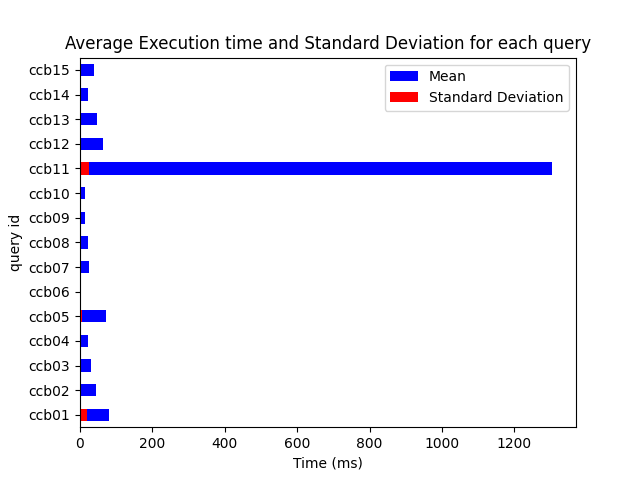 Average Execution time and Standard Deviation for each query
Mean
Standard Deviation
query id
ccb15
ccb14
ccb13
ccb12
ccb11
ccb10
ccb09
ccb08
ccb07
ccb06
ccb05
ccb04
ccb03
ccb02
ccb01
0 200 400 600 800 1000 1200
Time (ms)